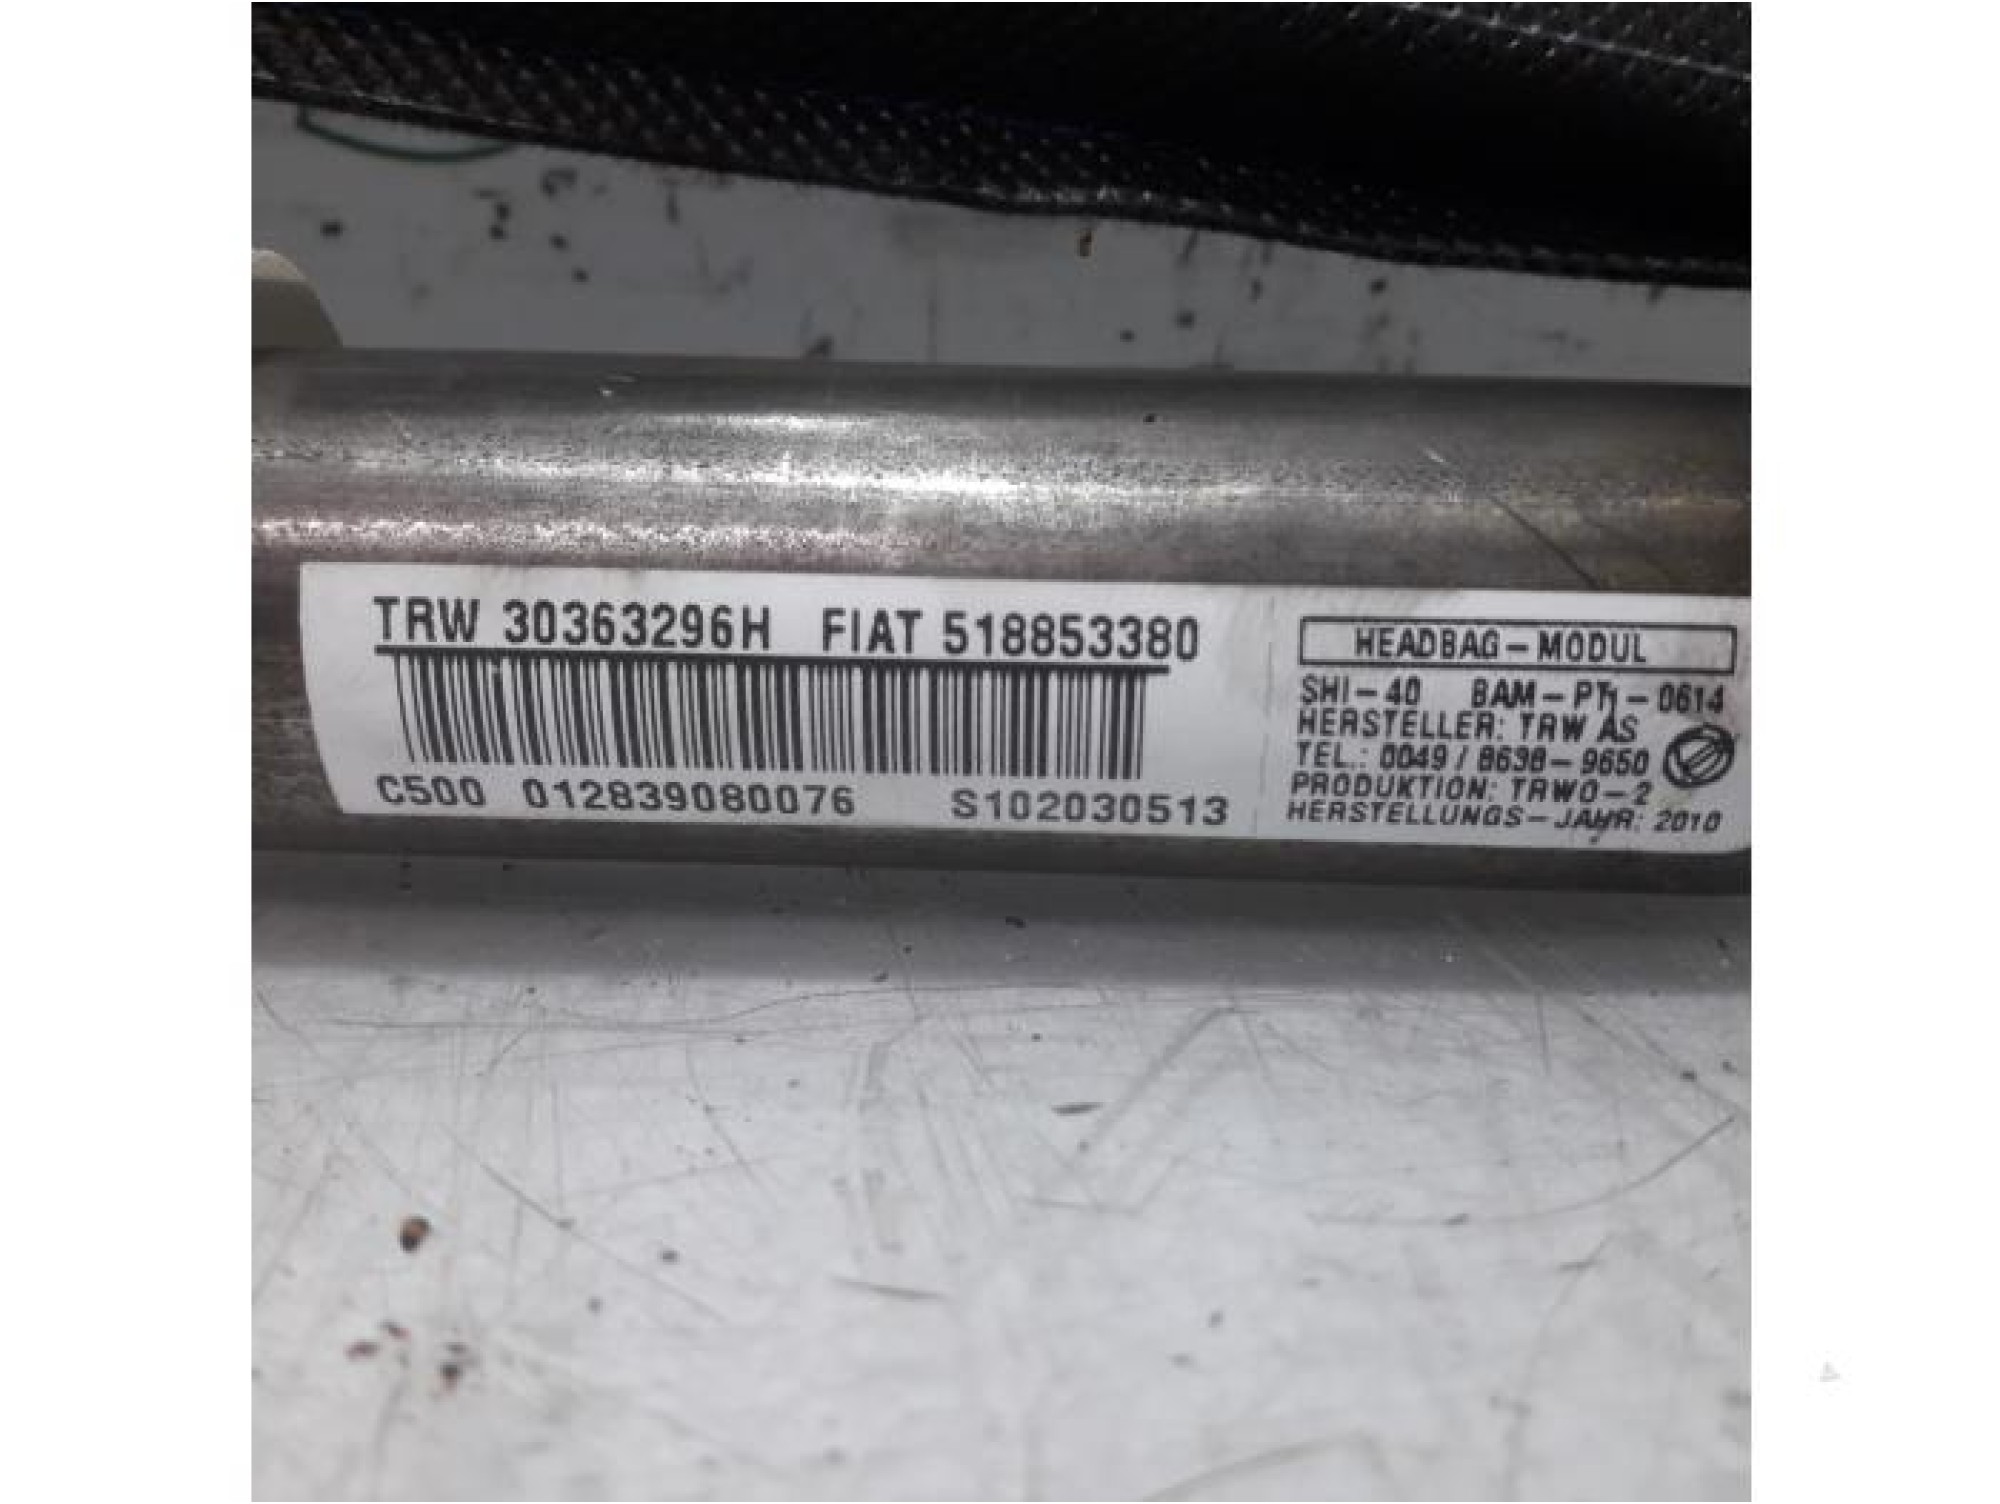 TRW 30363296H FIAT 518853380
C500 012839080076 S102030513
HEADBAG-MODUL
SHI-40 BAM-PT1-0614
HERSTELLER: TRW AS
TEL.: 0049/8638-9650
PRODUKTION: TRWO-2
HERSTELLUNGS-JAHR: 2010